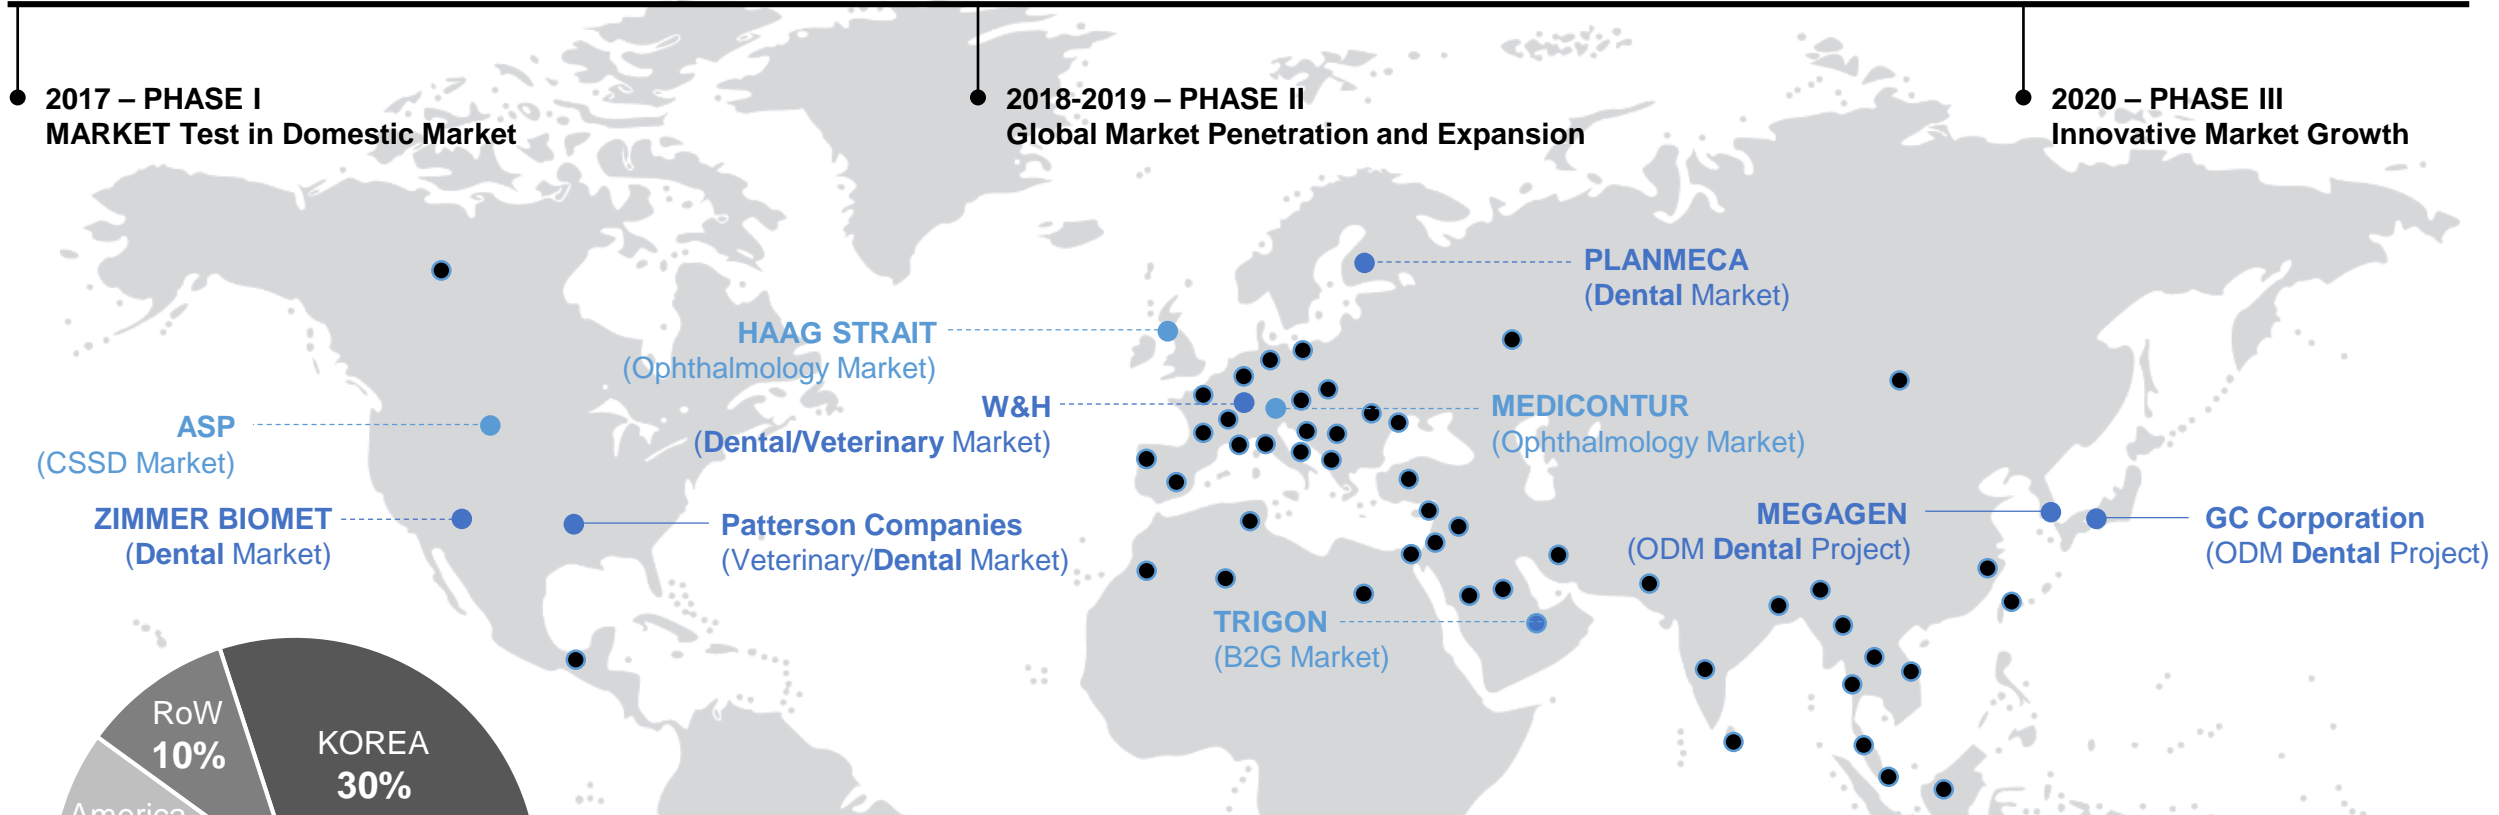 2017 – PHASE I
MARKET Test in Domestic Market
2018-2019 – PHASE II
Global Market Penetration and Expansion
2020 – PHASE III
Innovative Market Growth
PLANMECA
(Dental Market)
HAAG STRAIT
(Ophthalmology Market)
W&H
(Dental/Veterinary Market)
MEDICONTUR
(Ophthalmology Market)
ASP
(CSSD Market)
ZIMMER BIOMET
(Dental Market)
Patterson Companies
(Veterinary/Dental Market)
MEGAGEN
(ODM Dental Project)
GC Corporation
(ODM Dental Project)
TRIGON
(B2G Market)
RoW
10%
KOREA
30%
America